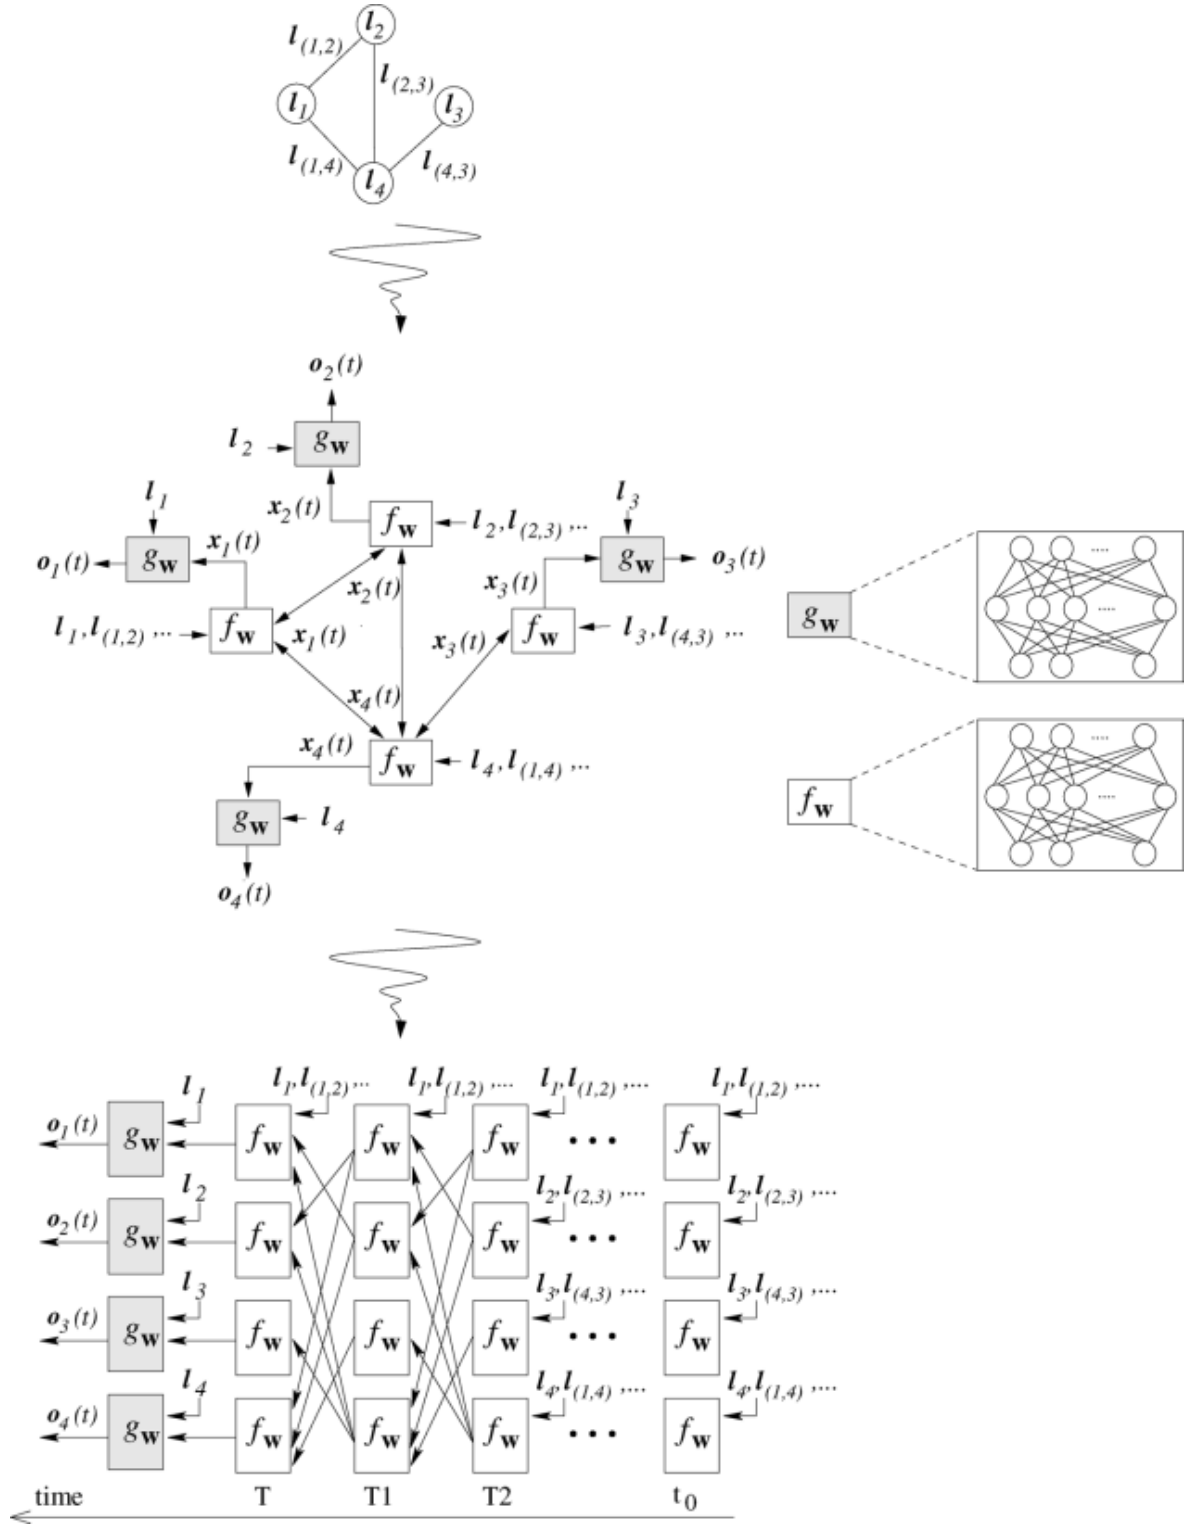 l2
l(1,2)
l(2,3)
l1
l3
l(1,4)
l(4,3)
l4
o2(t)
l2
gw
l1
x2(t)
l3
fw
l2, l(2,3) ,..
o1(t)
gw
x1(t)
gw
o3(t)
x2(t)
x3(t)
l1, l(1,2) ,..
fw
x1(t)
x3(t)
fw
l3, l(4,3) ,..
gw
x4(t)
x4(t)
fw
l4, l(1,4) ,..
gw
l4
o4(t)
....
....
....
....
fw
l1, l(1,2) ,... l1, l(1,2) ,... l1, l(1,2) ,... l1, l(1,2) ,...
l1
o1(t) gw fw fw fw ... fw
l2 l2, l(2,3) ,... l2, l(2,3) ,...
o2(t) gw fw fw fw ... fw
l3 l3, l(4,3) ,... l3, l(4,3) ,...
o3(t) gw fw fw fw ... fw
l4 l4, l(1,4) ,... l4, l(1,4) ,...
o4(t) gw fw fw fw ... fw
time T T1 T2 t0